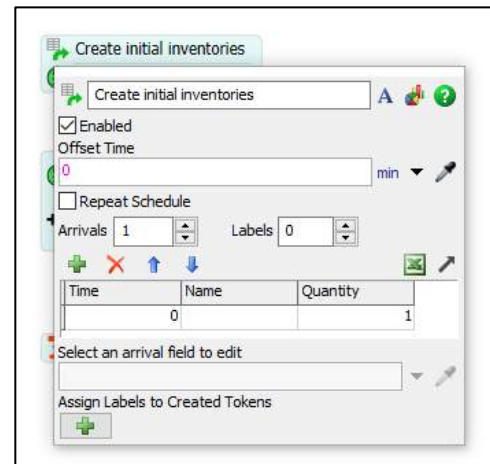 Create initial inventories
Create initial inventories A
Enabled
Offset Time
0 min
Repeat Schedule
Arrivals 1 Labels 0
Time Name Quantity
0 1
Select an arrival field to edit
Assign Labels to Created Tokens